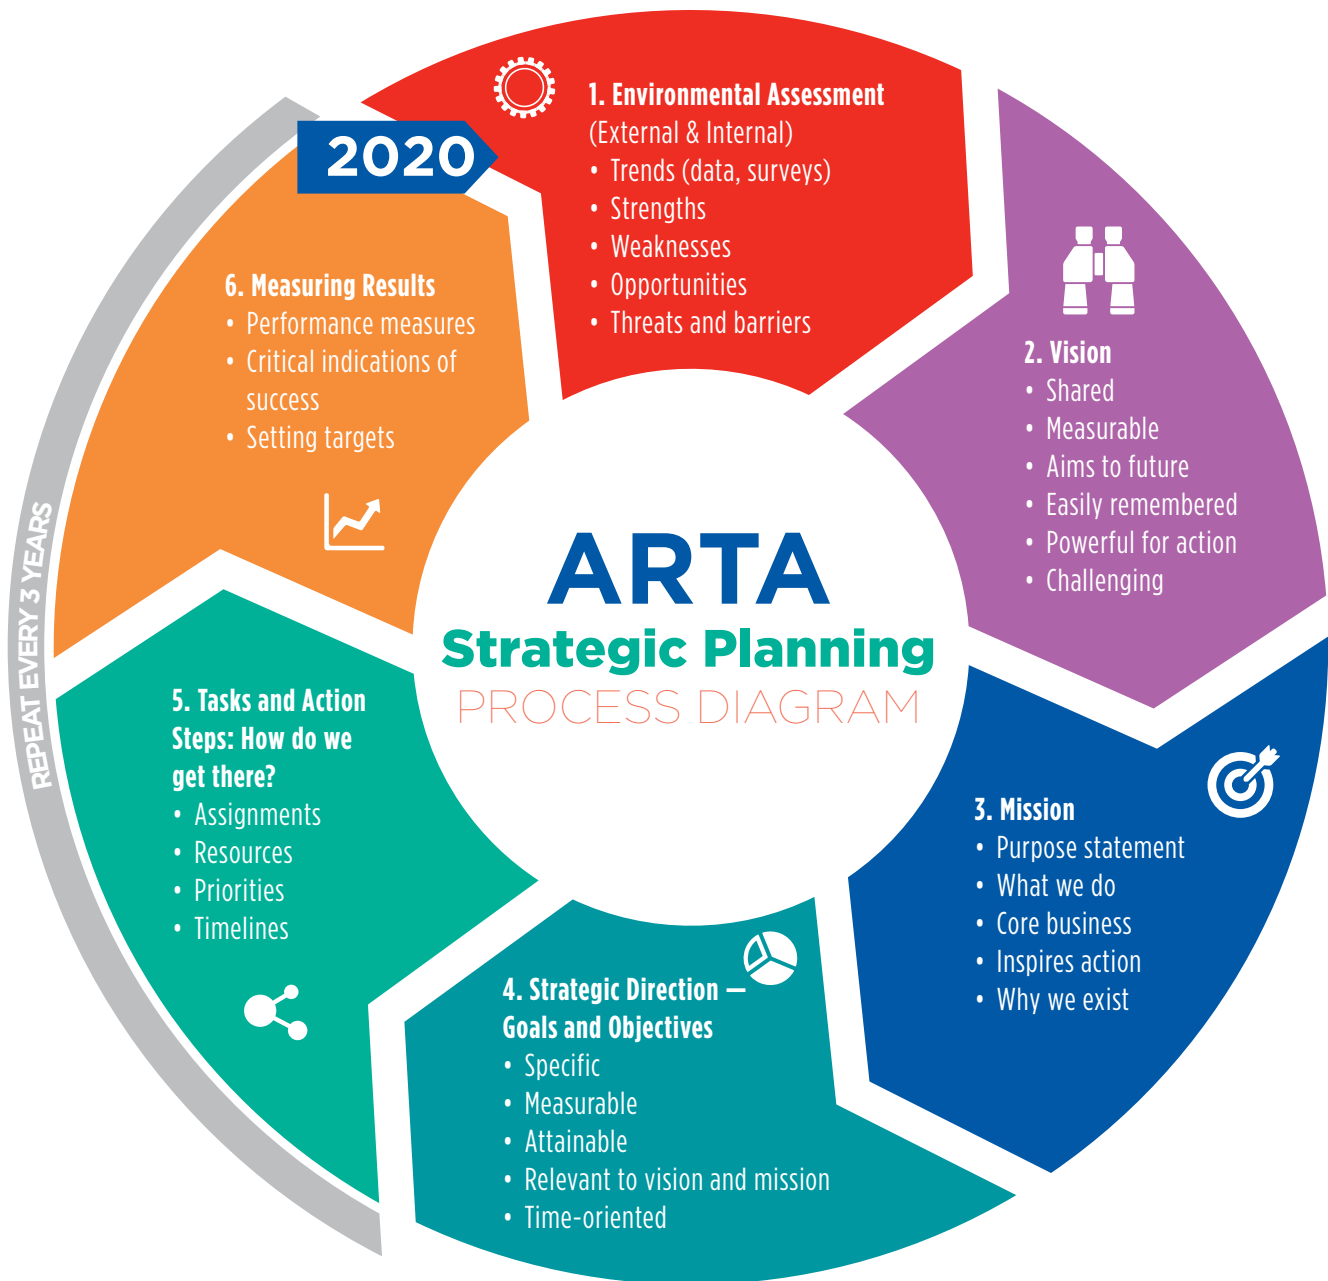 2020
1. Environmental Assessment
(External & Internal)
• Trends (data, surveys)
• Strengths
• Weaknesses
• Opportunities
• Threats and barriers
2. Vision
• Shared
• Measurable
• Aims to future
• Easily remembered
• Powerful for action
• Challenging
3. Mission
• Purpose statement
• What we do
• Core business
• Inspires action
• Why we exist
4. Strategic Direction —
Goals and Objectives
• Specific
• Measurable
• Attainable
• Relevant to vision and mission
• Time-oriented
5. Tasks and Action
Steps: How do we
get there?
• Assignments
• Resources
• Priorities
• Timelines
6. Measuring Results
• Performance measures
• Critical indications of
success
• Setting targets
REPEAT EVERY 3 YEARS
ARTA
Strategic Planning
PROCESS DIAGRAM